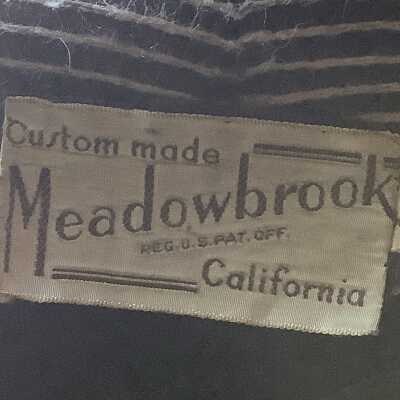 Custom made
Meadowbrook
REG. U.S. PAT. OFF.
California